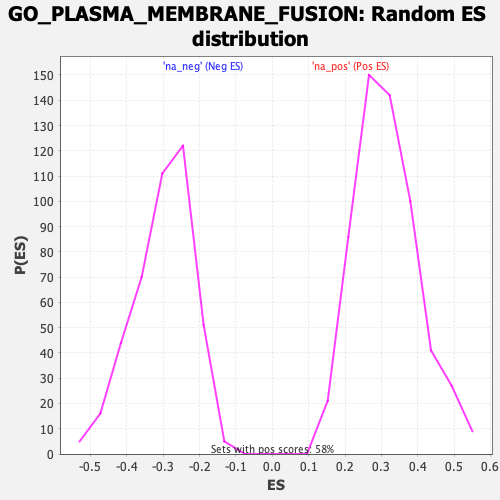 GO_PLASMA_MEMBRANE_FUSION: Random ES
distribution
'na_neg' (Neg ES) 'na_pos' (Pos ES)
150
140
130
120
110
100
90
80
70
60
50
40
30
20
10
0
P(ES)
Sets with pos scores: 58%
-0.5 -0.4 -0.3 -0.2 -0.1 0.0 0.1 0.2 0.3 0.4 0.5 0.6
ES